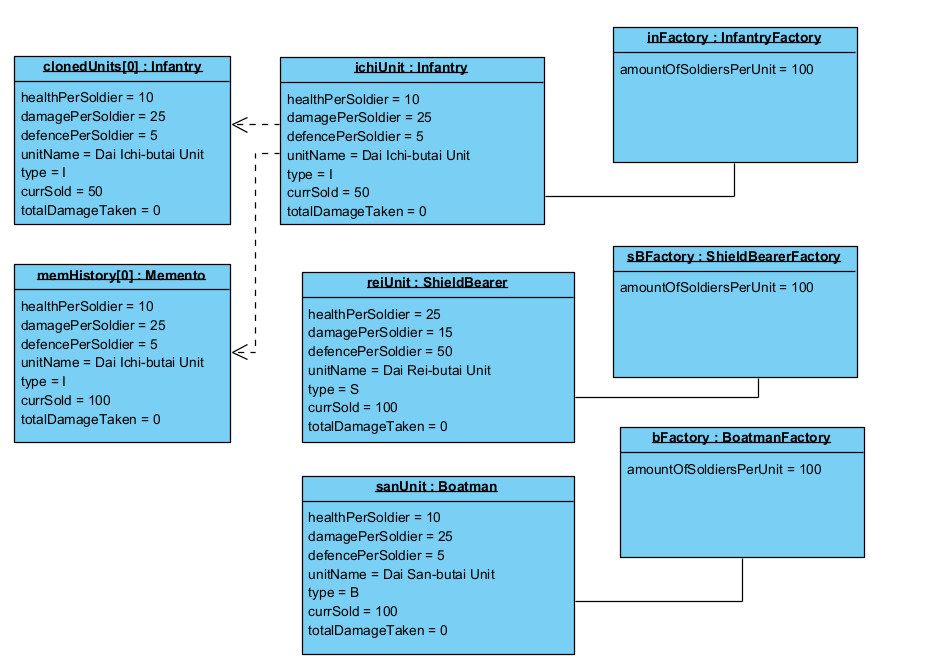 clonedUnits[0] : Infantry
healthPerSoldier = 10
damagePerSoldier = 25
defencePerSoldier = 5
unitName = Dai Ichi-butai Unit
type = I
currSold = 50
totalDamageTaken = 0
ichiUnit : Infantry
healthPerSoldier = 10
damagePerSoldier = 25
defencePerSoldier = 5
unitName = Dai Ichi-butai Unit
type = I
currSold = 50
totalDamageTaken = 0
inFactory : InfantryFactory
amountOfSoldiersPerUnit = 100
memHistory[0] : Memento
healthPerSoldier = 10
damagePerSoldier = 25
defencePerSoldier = 5
unitName = Dai Ichi-butai Unit
type = I
currSold = 100
totalDamageTaken = 0
reiUnit : ShieldBearer
healthPerSoldier = 25
damagePerSoldier = 15
defencePerSoldier = 50
unitName = Dai Rei-butai Unit
type = S
currSold = 100
totalDamageTaken = 0
sBFactory : ShieldBearerFactory
amountOfSoldiersPerUnit = 100
sanUnit : Boatman
healthPerSoldier = 10
damagePerSoldier = 25
defencePerSoldier = 5
unitName = Dai San-butai Unit
type = B
currSold = 100
totalDamageTaken = 0
bFactory : BoatmanFactory
amountOfSoldiersPerUnit = 100